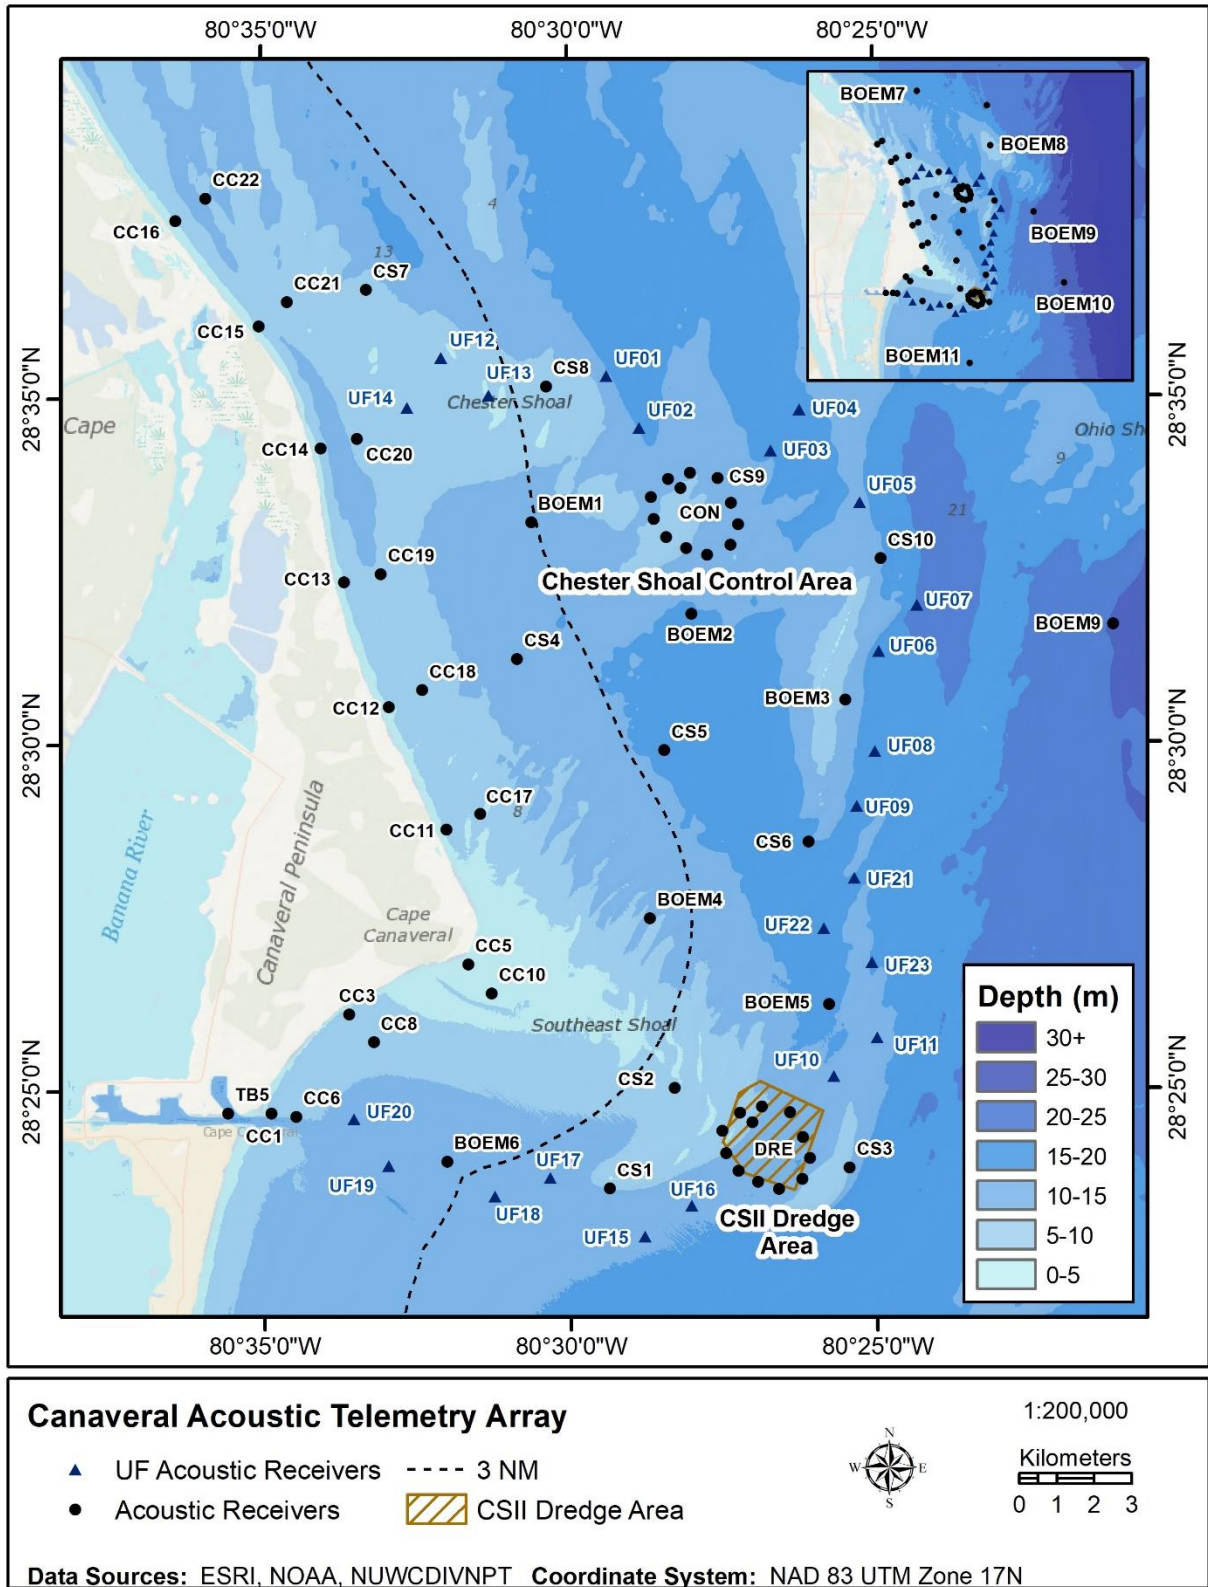 80°35'0"W
80°30'0"W
80°25'0"W
BOEM7
BOEM8
BOEM9
BOEM10
BOEM11
CC22
CC16
4
13
CS7
CC21
CC15
UF12
UF13
CS8
UF01
Chester Shoal
UF14
UF02
UF04
28°35'0"N
28°35'0"N
Cape
Ohio Sh
CC14
CC20
UF03
9
CS9
UF05
CON
21
BOEM1
CS10
CC19
CC13
Chester Shoal Control Area
UF07
BOEM2
BOEM9
CS4
UF06
CC18
BOEM3
CC12
CS5
UF08
28°30'0"N
28°30'0"N
CC17
8
UF09
CC11
CS6
Banana River
Canaveral Peninsula
UF21
BOEM4
Cape
Canaveral
UF22
CC5
UF23
CC10
BOEM5
CC3
Southeast Shoal
CC8
UF11
UF10
CS2
28°25'0"N
28°25'0"N
TB5
CC6
CC1
UF20
DRE
BOEM6
CS3
UF19
UF17
CS1
UF16
UF18
CSII Dredge
Area
UF15
Depth (m)
30+
25-30
20-25
15-20
10-15
5-10
0-5
80°35'0"W
80°30'0"W
80°25'0"W
Canaveral Acoustic Telemetry Array
UF Acoustic Receivers
3 NM
Acoustic Receivers
CSII Dredge Area
N
W
E
S
1:200,000
Kilometers
0 1 2 3
Data Sources: ESRI, NOAA, NUWCDIVNPT Coordinate System: NAD 83 UTM Zone 17N